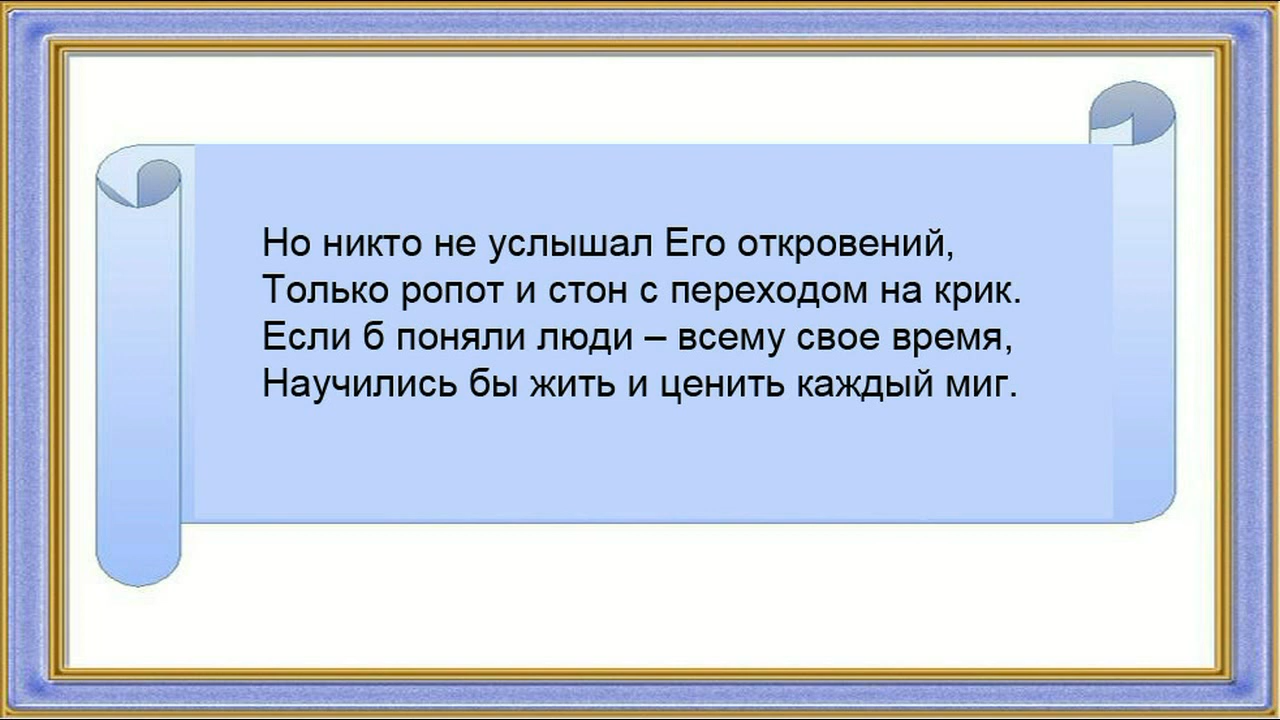 Но никто не услышал Его откровений,
Только ропот и стон с переходом на крик.
Если б поняли люди – всему свое время,
Научились бы жить и ценить каждый миг.